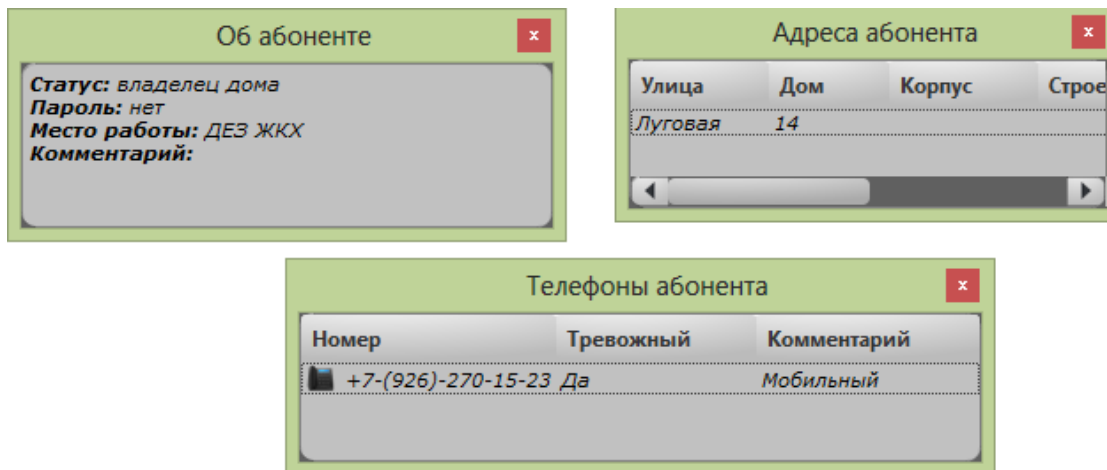 Об абоненте
x
Статус: владелец дома
Пароль: нет
Место работы: ДЕЗ ЖКХ
Комментарий:
Адреса абонента
x
Улица Дом Корпус Строе
Луговая 14
Телефоны абонента
x
Номер Тревожный Комментарий
+7-(926)-270-15-23 Да Мобильный